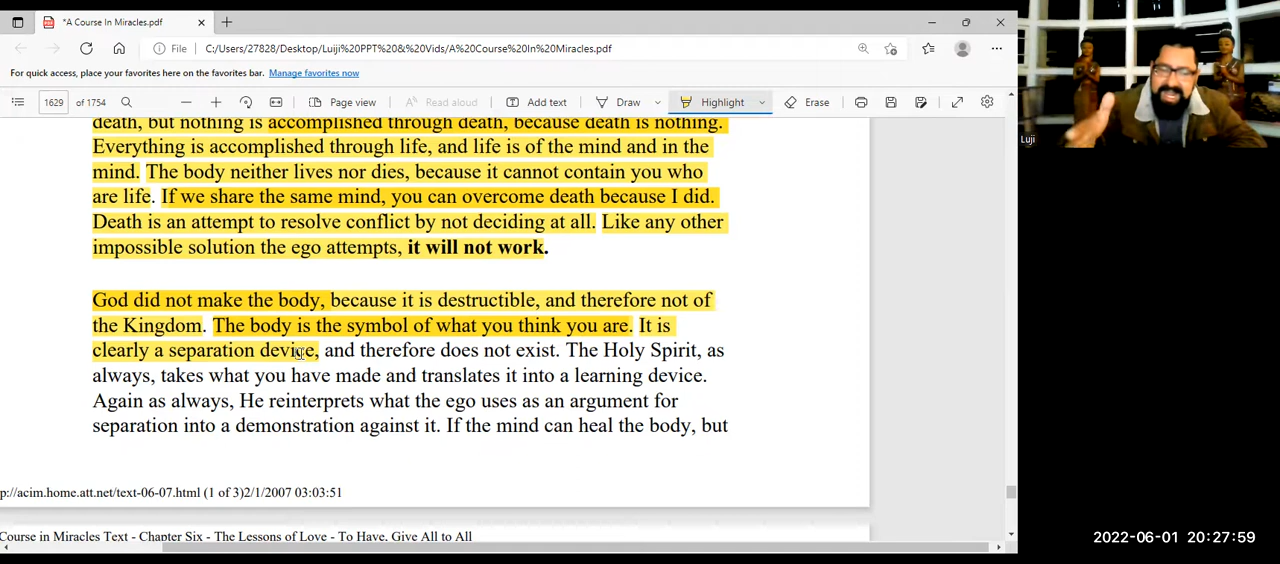 *A Course In Miracles.pdf
File C:/Users/27828/Desktop/Luiji%20PPT%20&%20Vids/A%20Course%20In%20Miracles.pdf
For quick access, place your favorites here on the favorites bar. Manage favorites now
1629 of 1754 Page view Read aloud Add text Draw Highlight Erase
death, but nothing is accomplished through death, because death is nothing.
Everything is accomplished through life, and life is of the mind and in the
mind. The body neither lives nor dies, because it cannot contain you who
are life. If we share the same mind, you can overcome death because I did.
Death is an attempt to resolve conflict by not deciding at all. Like any other
impossible solution the ego attempts, it will not work.
God did not make the body, because it is destructible, and therefore not of
the Kingdom. The body is the symbol of what you think you are. It is
clearly a separation device, and therefore does not exist. The Holy Spirit, as
always, takes what you have made and translates it into a learning device.
Again as always, He reinterprets what the ego uses as an argument for
separation into a demonstration against it. If the mind can heal the body, but
p://acim.home.att.net/text-06-07.html (1 of 3)2/1/2007 03:03:51
Course in Miracles Text - Chapter Six - The Lessons of Love - To Have, Give All to All
Luji
2022-06-01 20:27:59